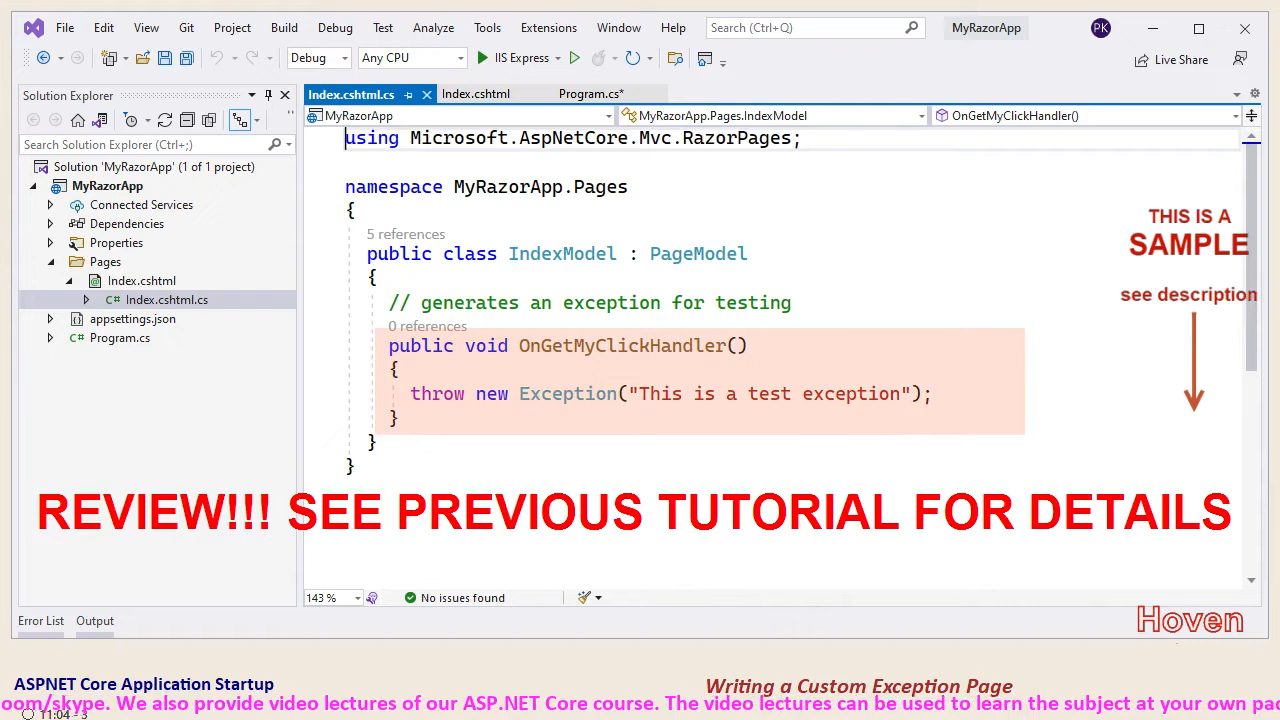 File Edit View Git Project Build Debug Test Analyze Tools Extensions Window Help Search (Ctrl+Q) MyRazorApp PK
Debug Any CPU IIS Express Live Share
Solution Explorer
Index.cshtml.cs Index.cshtml Program.cs*
MyRazorApp MyRazorApp.Pages.IndexModel OnGetMyClickHandler()
Search Solution Explorer (Ctrl+;)
Solution 'MyRazorApp' (1 of 1 project)
MyRazorApp
Connected Services
Dependencies
Properties
Pages
Index.cshtml
C# Index.cshtml.cs
appsettings.json
C# Program.cs
using Microsoft.AspNetCore.Mvc.RazorPages;
namespace MyRazorApp.Pages
{
5 references
public class IndexModel : PageModel
{
// generates an exception for testing
0 references
public void OnGetMyClickHandler()
{
throw new Exception("This is a test exception");
}
}
}
THIS IS A
SAMPLE
see description
REVIEW!!! SEE PREVIOUS TUTORIAL FOR DETAILS
143 % No issues found
Error List Output
Hoven
ASPNET Core Application Startup
Writing a Custom Exception Page
oom/skype. We also provide video lectures of our ASP.NET Core course. The video lectures can be used to learn the subject at your own pac
11:04 - 3